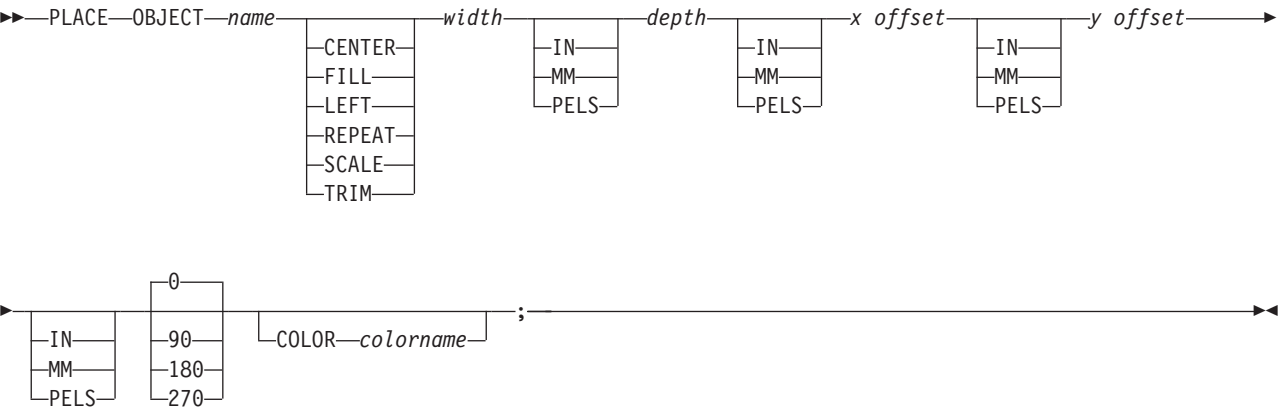 PLACE OBJECT name width depth x offset y offset
CENTER IN IN IN
FILL MM MM MM
LEFT PELS PELS PELS
REPEAT
SCALE
TRIM
0
;
IN 90 COLOR colorname
MM 180
PELS 270